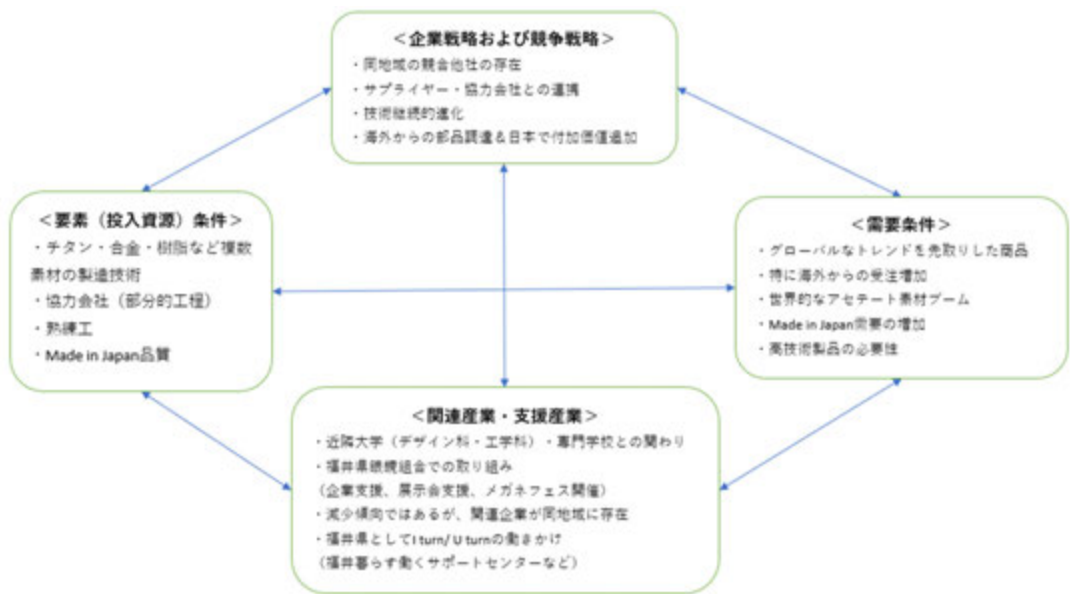 ＜企業戦略および競争戦略＞
・同地域の競合他社の存在
・サプライヤー・協力会社との連携
・技術継続的進化
・海外からの部品調達＆日本で付加価値追加
＜要素（投入資源）条件＞
・チタン・合金・樹脂など複数
素材の製造技術
・協力会社（部分的工程）
・熟練工
・Made in Japan品質
＜需要条件＞
・グローバルなトレンドを先取りした商品
・特に海外からの受注増加
・世界的なアセテート素材ブーム
・Made in Japan需要の増加
・高技術製品の必要性
＜関連産業・支援産業＞
・近隣大学（デザイン科・工学科）・専門学校との関わり
・福井県眼鏡組合での取り組み
（企業支援、展示会支援、メガネフェス開催）
・減少傾向ではあるが、関連企業が同地域に存在
・福井県としてI turn/ U turnの働きかけ
（福井暮らす働くサポートセンターなど）